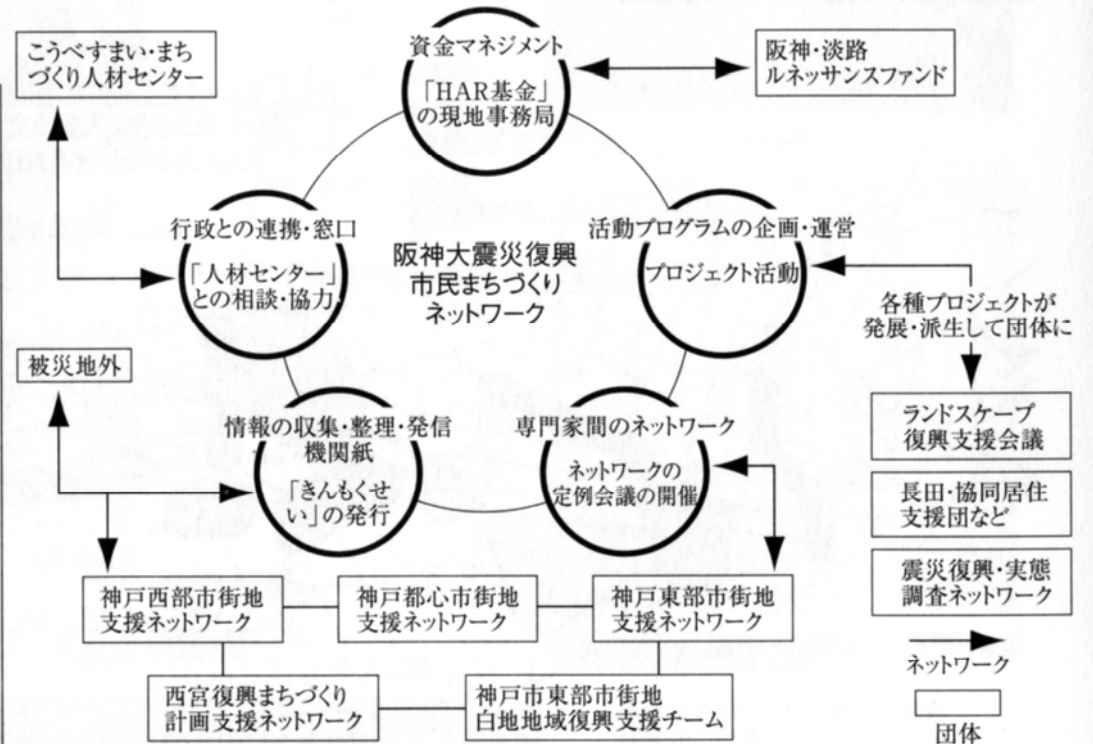 こうべすまい・まち
づくり人材センター
資金マネジメント
「HAR基金」
の現地事務局
阪神・淡路
ルネッサンスファンド
行政との連携・窓口
「人材センター」
との相談・協力
阪神大震災復興
市民まちづくり
ネットワーク
活動プログラムの企画・運営
プロジェクト活動
各種プロジェクトが
発展・派生して団体に
被災地外
情報の収集・整理・発信
機関紙
「きんもくせ
い」の発行
専門家間のネットワーク
ネットワークの
定例会議の開催
ランドスケープ
復興支援会議
長田・協同居住
支援団など
震災復興・実態
調査ネットワーク
神戸西部市街地
支援ネットワーク
神戸都心市街地
支援ネットワーク
神戸東部市街地
支援ネットワーク
西宮復興まちづくり
計画支援ネットワーク
神戸市東部市街地
白地地域復興支援チーム
ネットワーク
団体